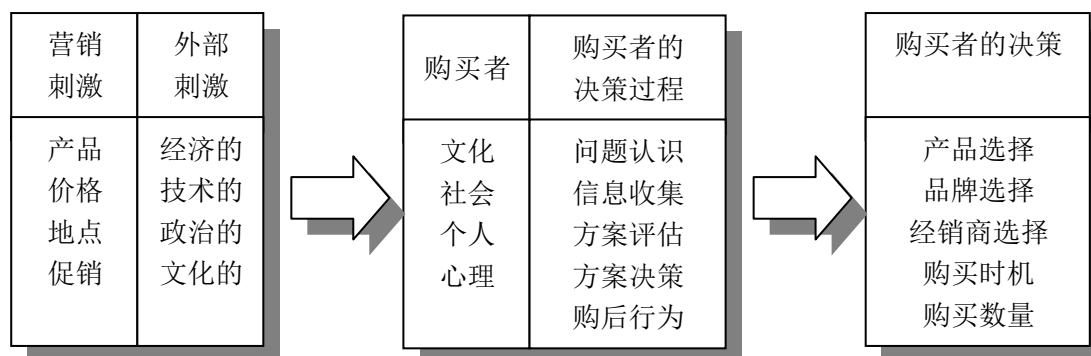 营销
刺激
外部
刺激
产品
价格
地点
促销
经济的
技术的
政治的
文化的
购买者
购买者的
决策过程
文化
社会
个人
心理
问题认识
信息收集
方案评估
方案决策
购后行为
购买者的决策
产品选择
品牌选择
经销商选择
购买时机
购买数量